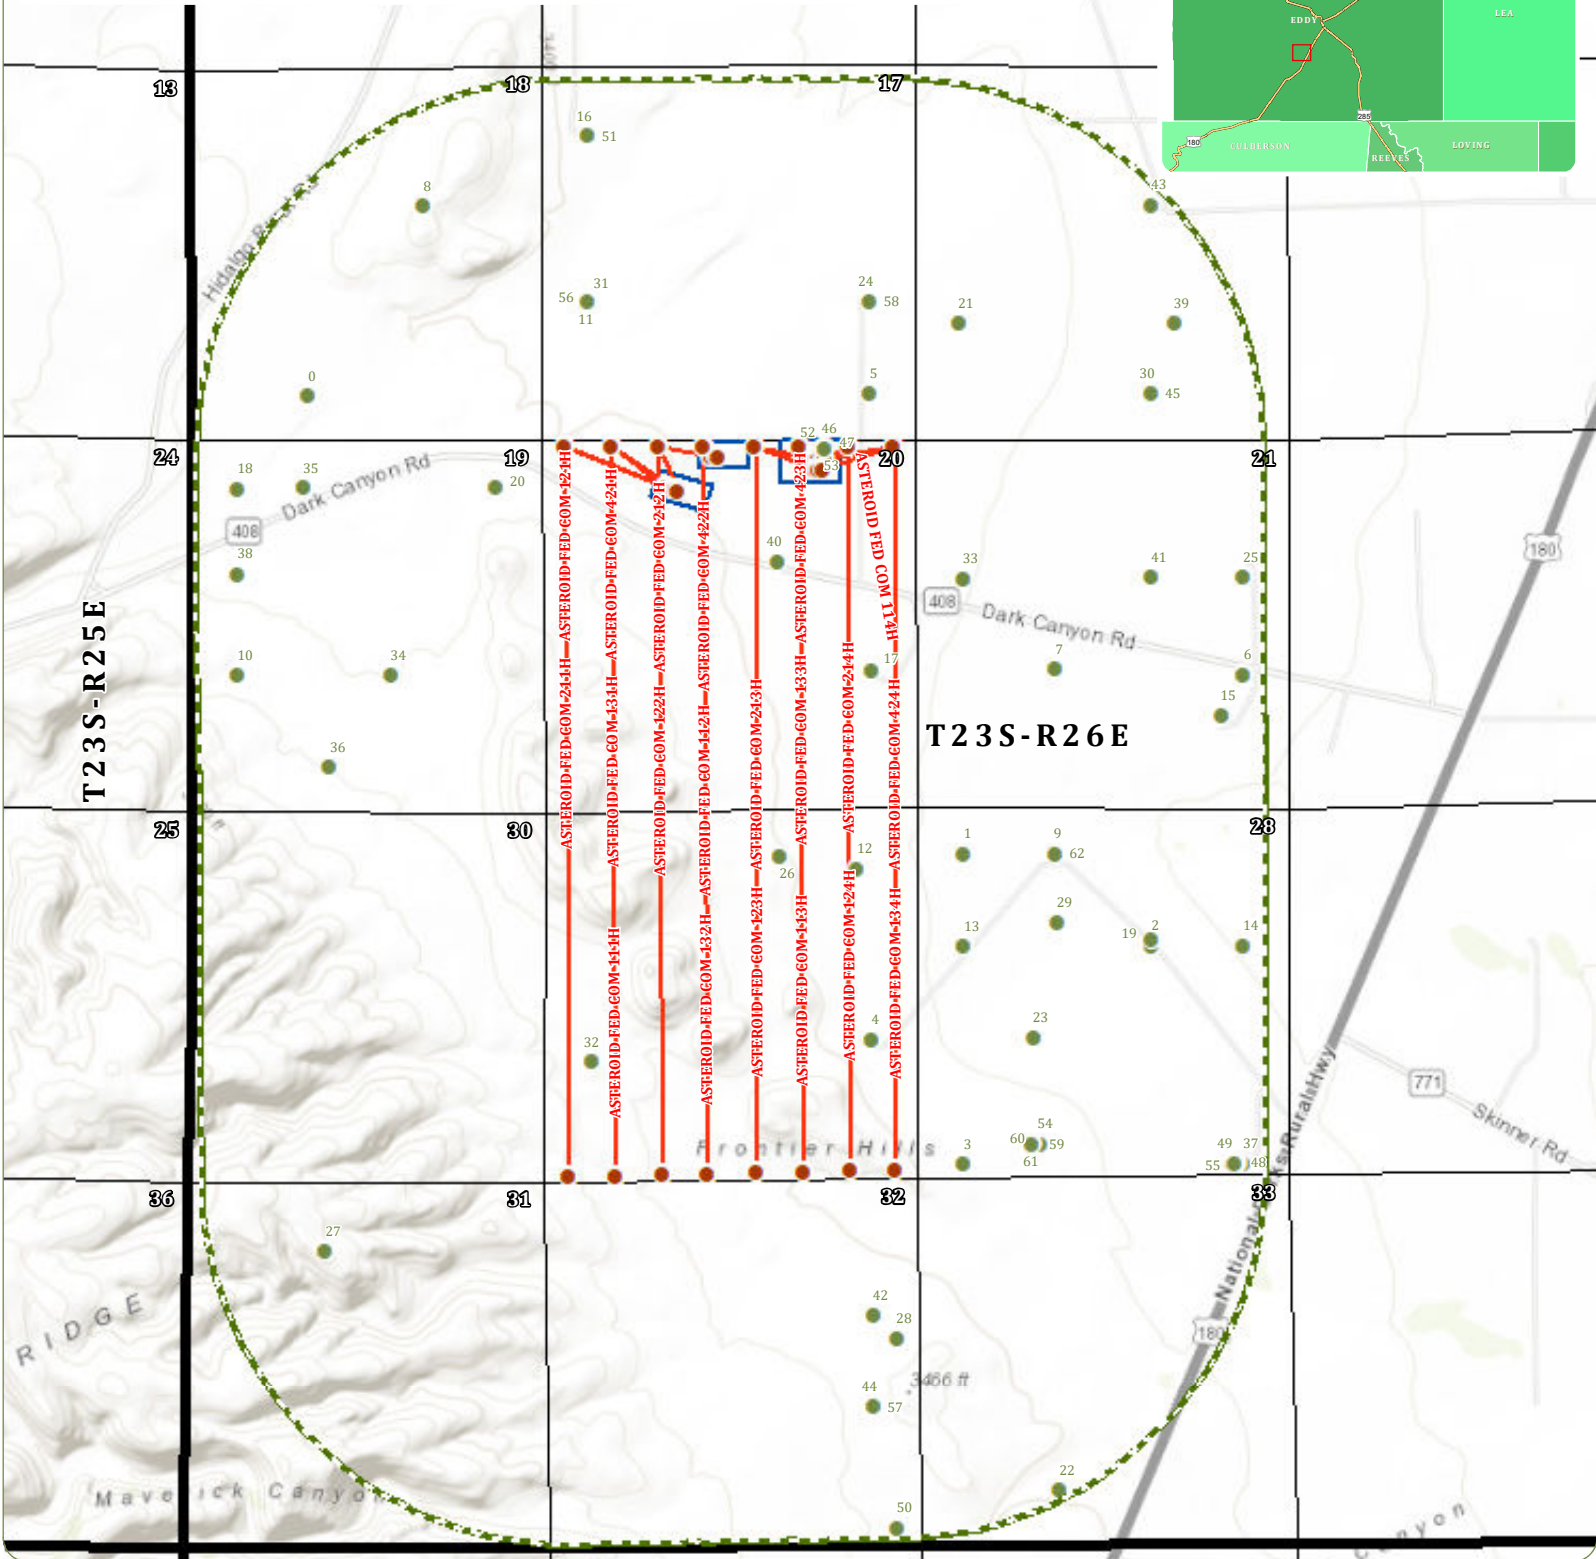 EDDY
LEA
285
180
CULBERSON
REEVES
LOVING
13
18
17
16
51
8
43
Hidalgo Rural Rd
31
56
11
24
58
21
39
0
5
30
45
52
46
47
53
24
19
20
21
18
35
20
Dark Canyon Rd
408
38
40
33
41
25
180
408
Dark Canyon Rd
10
34
17
7
6
15
T23S-R25E
T23S-R26E
36
25
30
28
1
9
62
26
12
29
13
19
2
14
4
23
32
771
Skinner Rd
Frontier Hills
3
54
60
59
61
49
37
55
48
36
31
32
33
27
RIDGE
42
28
3466 ft
44
57
180
22
50
Maverick Canyon
ASTEROID FED COM 121H
ASTEROID FED COM 211H
ASTEROID FED COM 421H
ASTEROID FED COM 131H
ASTEROID FED COM 111H
ASTEROID FED COM 212H
ASTEROID FED COM 122H
ASTEROID FED COM 422H
ASTEROID FED COM 112H
ASTEROID FED COM 132H
ASTEROID FED COM 213H
ASTEROID FED COM 123H
ASTEROID FED COM 423H
ASTEROID FED COM 133H
ASTEROID FED COM 113H
ASTEROID FED COM 214H
ASTEROID FED COM 124H
ASTEROID FED COM 114H
ASTEROID FED COM 424H
ASTEROID FED COM 134H